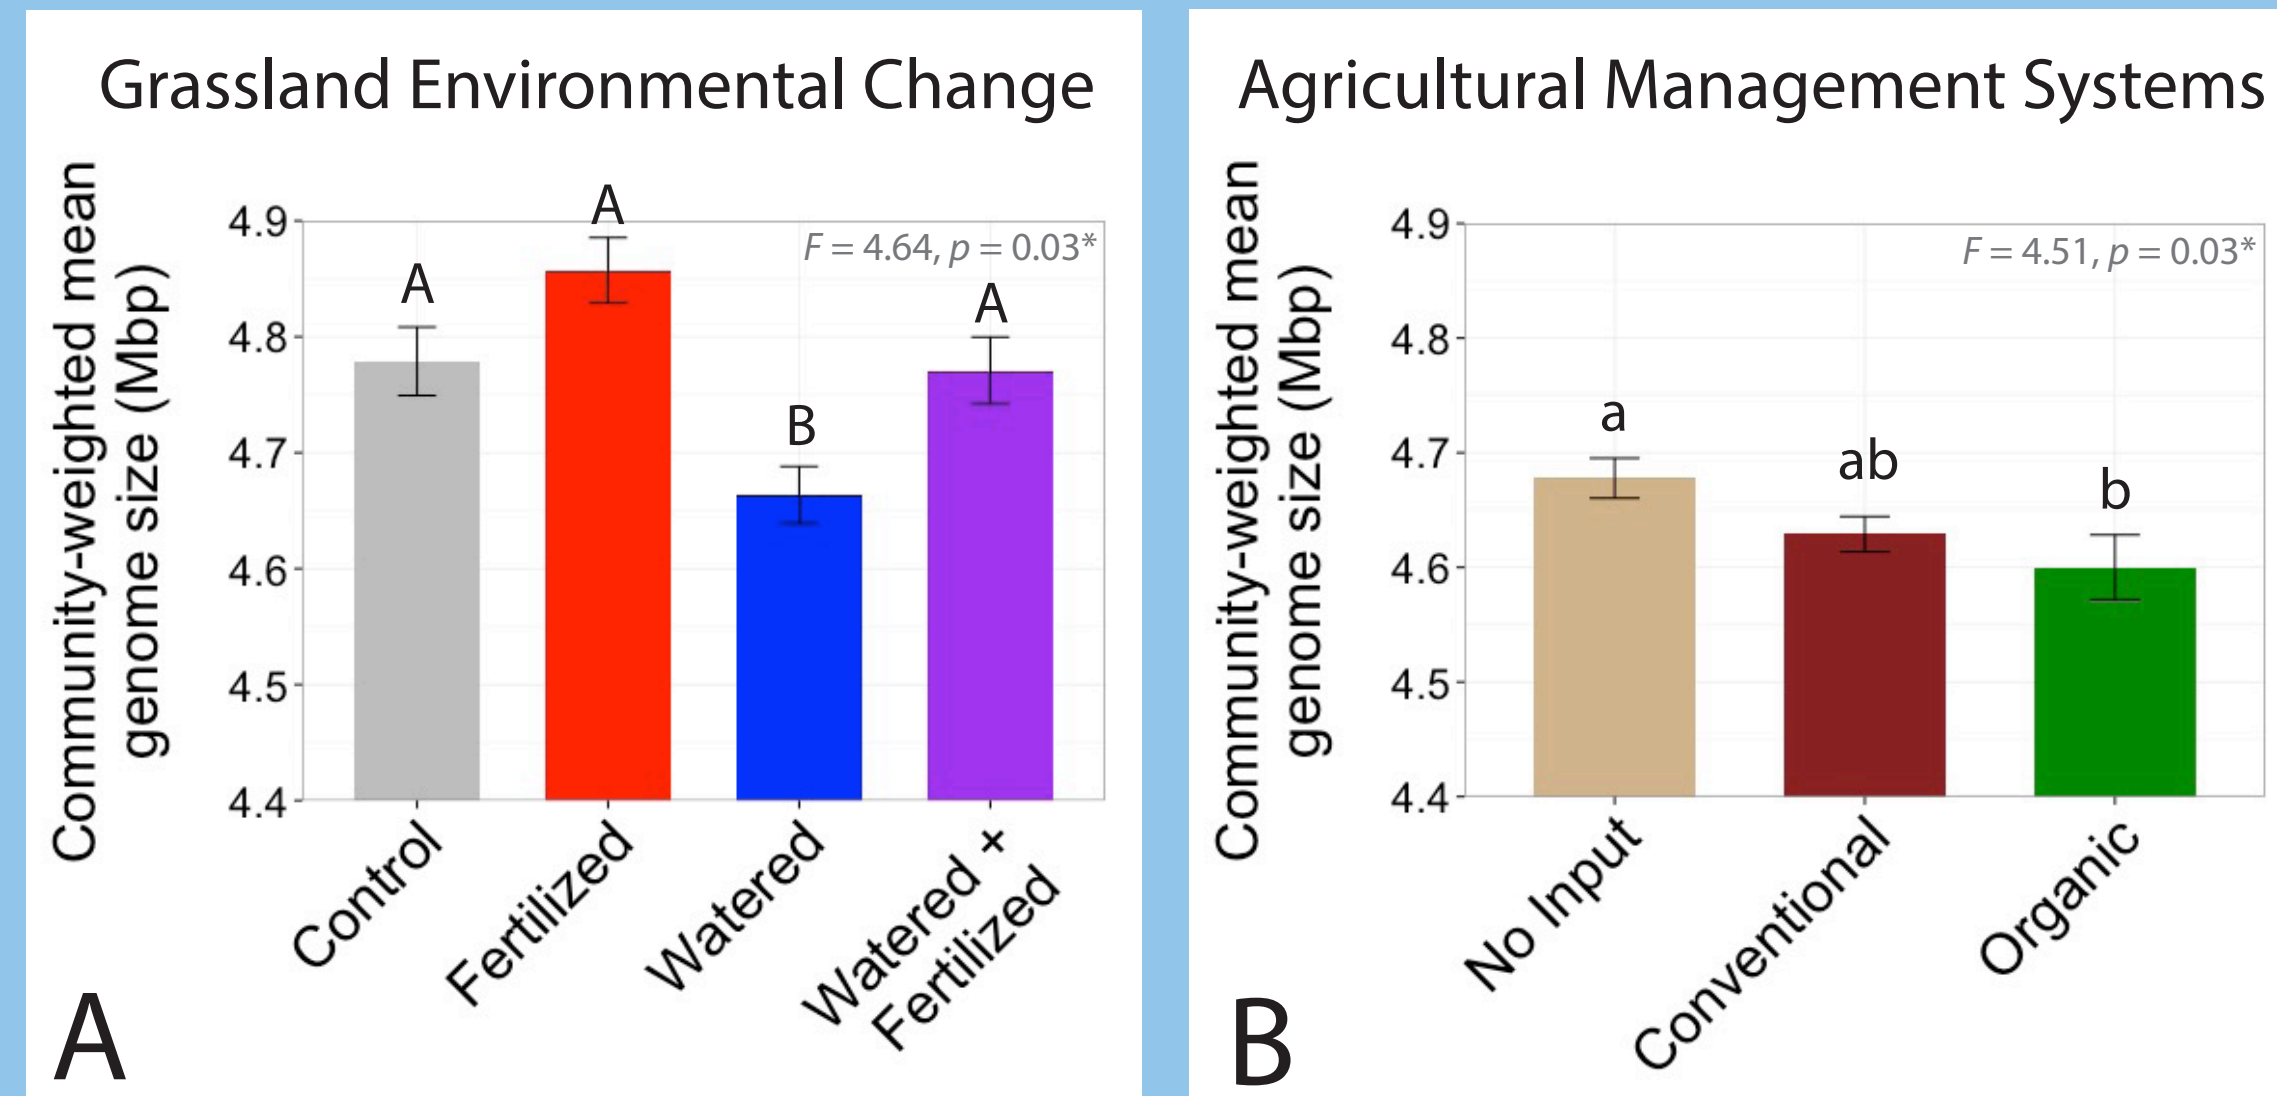 Grassland Environmental Change
Community-weighted mean
genome size (Mbp)
4.9
4.8
4.7
4.6
4.5
4.4
A
A
B
A
F = 4.64, p = 0.03*
Control
Fertilized
Watered
Watered +
Fertilized
A
Agricultural Management Systems
Community-weighted mean
genome size (Mbp)
4.9
4.8
4.7
4.6
4.5
4.4
a
ab
b
F = 4.51, p = 0.03*
No Input
Conventional
Organic
B